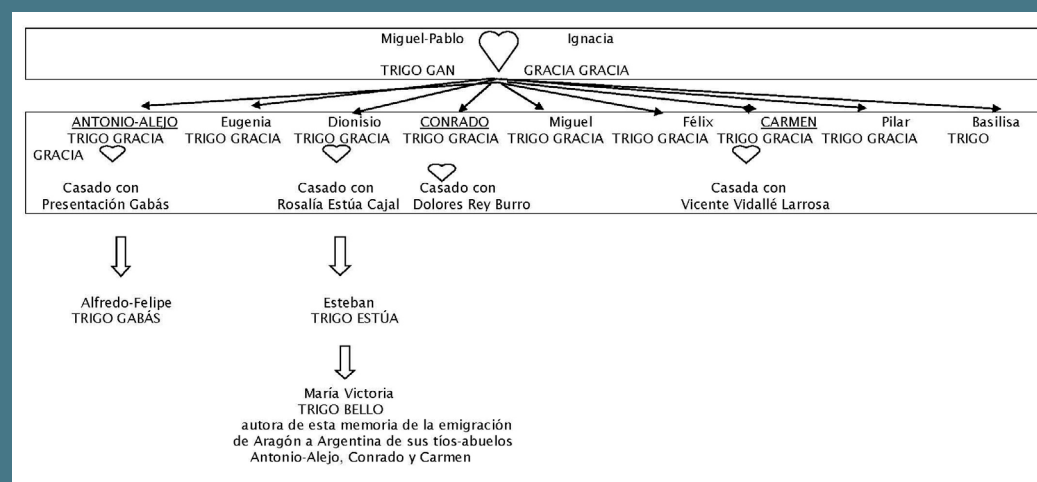 Miguel-Pablo Ignacia
TRIGO GAN GRACIA GRACIA
ANTONIO-ALEJO Eugenia Dionisio CONRADO Miguel Félix CARMEN Pilar Basilisa
TRIGO GRACIA TRIGO GRACIA TRIGO GRACIA TRIGO GRACIA TRIGO GRACIA TRIGO GRACIA TRIGO GRACIA TRIGO GRACIA TRIGO
GRACIA
Casado con Casado con Casado con Casada con
Presentación Gabás Rosalía Estúa Cajal Dolores Rey Burro Vicente Vidallé Larrosa
Alfredo-Felipe Esteban
TRIGO GABÁS TRIGO ESTÚA
María Victoria
TRIGO BELLO
autora de esta memoria de la emigración
de Aragón a Argentina de sus tíos-abuelos
Antonio-Alejo, Conrado y Carmen